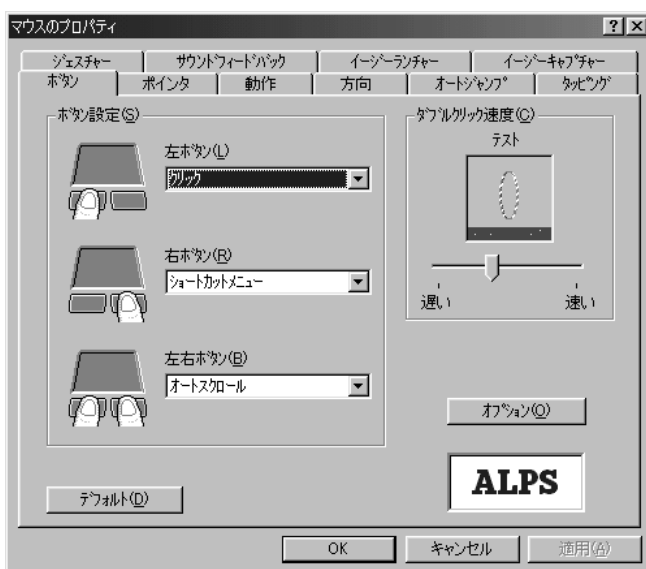 マウスのプロパティ
ジェスチャー サウンドフィードバック イージーランチャー イージーキャプチャー
ボタン ポインタ 動作 方向 オートジャンプ タッピング
ボタン設定(S)
左ボタン(L)
クリック
右ボタン(R)
ショートカットメニュー
左右ボタン(B)
オートスクロール
ダブルクリック速度(C)
テスト
遅い 速い
オプション(O)
ALPS
デフォルト(D)
OK キャンセル 適用(A)